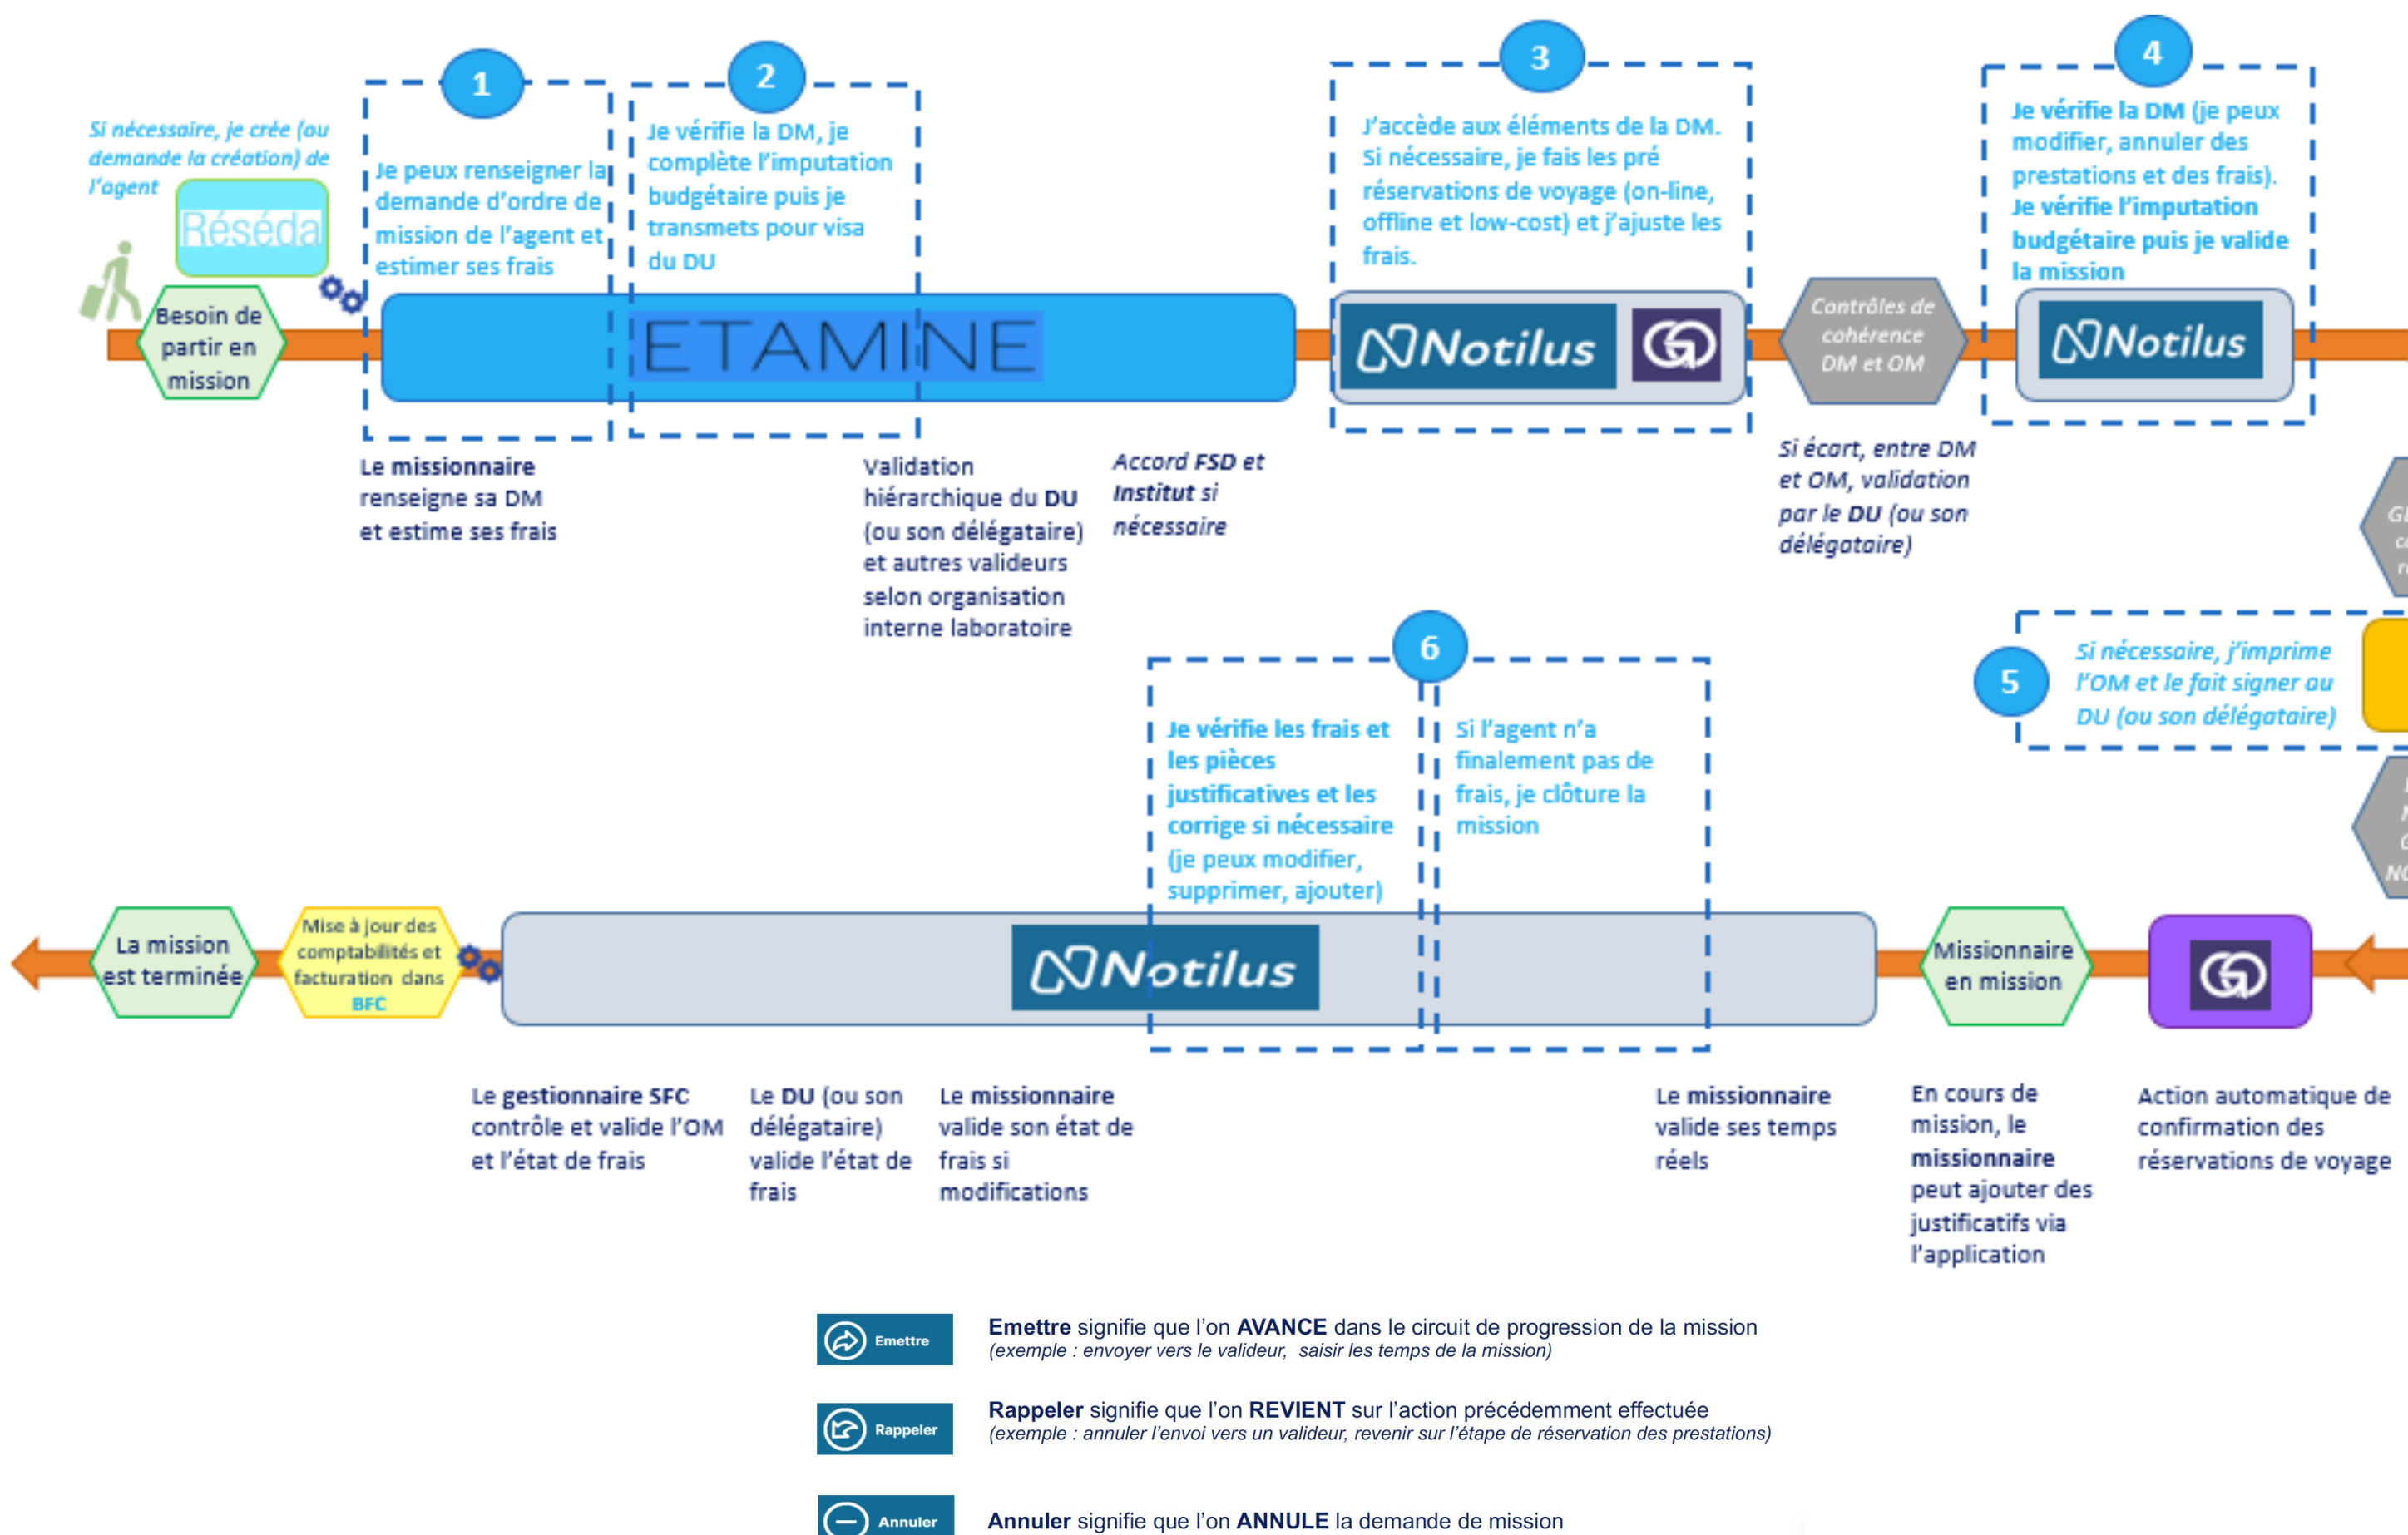 1
2
3
4
Si nécessaire, je crée (ou
demande la création) de
l'agent
Réséda
Besoin de
partir en
mission
Je peux renseigner la
demande d'ordre de
mission de l'agent et
estimer ses frais
Je vérifie la DM, je
complète l'imputation
budgétaire puis je
transmets pour visa
du DU
ETAMINE
J'accède aux éléments de la DM.
Si nécessaire, je fais les pré
réservations de voyage (on-line,
offline et low-cost) et j'ajuste les
frais.
Notilus
Contrôles de
cohérence
DM et OM
Je vérifie la DM (je peux
modifier, annuler des
prestations et des frais).
Je vérifie l'imputation
budgétaire puis je valide
la mission
Notilus
Le missionnaire
renseigne sa DM
et estime ses frais
Validation
hiérarchique du DU
(ou son délégataire)
et autres valideurs
selon organisation
interne laboratoire
Accord FSD et
Institut si
nécessaire
Si écart, entre DM
et OM, validation
par le DU (ou son
délégataire)
5
Si nécessaire, j'imprime
l'OM et le fait signer au
DU (ou son délégataire)
6
Je vérifie les frais et
les pièces
justificatives et les
corrige si nécessaire
(je peux modifier,
supprimer, ajouter)
Si l'agent n'a
finalement pas de
frais, je clôture la
mission
La mission
est terminée
Mise à jour des
comptabilités et
facturation dans
BFC
Notilus
Missionnaire
en mission
Le gestionnaire SFC
contrôle et valide l'OM
et l'état de frais
Le DU (ou son
délégataire)
valide l'état de
frais
Le missionnaire
valide son état de
frais si
modifications
Le missionnaire
valide ses temps
réels
En cours de
mission, le
missionnaire
peut ajouter des
justificatifs via
l'application
Action automatique de
confirmation des
réservations de voyage
Emettre
Emettre signifie que l'on AVANCE dans le circuit de progression de la mission
(exemple : envoyer vers le valideur, saisir les temps de la mission)
Rappeler
Rappeler signifie que l'on REVIENT sur l'action précédemment effectuée
(exemple : annuler l'envoi vers un valideur, revenir sur l'étape de réservation des prestations)
Annuler
Annuler signifie que l'on ANNULE la demande de mission